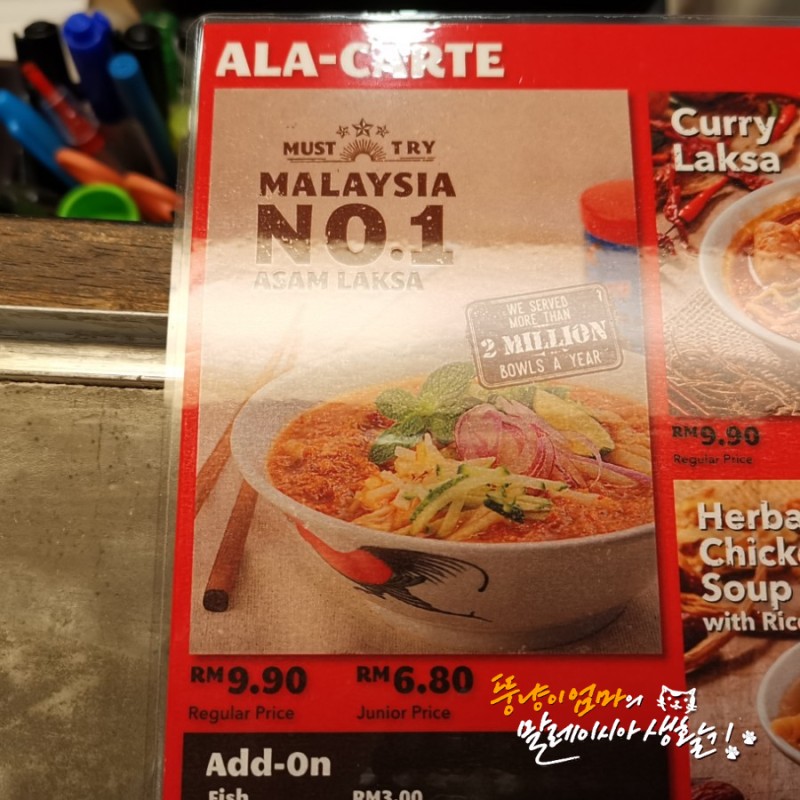 ALA-CARTE
MUST TRY
MALAYSIA
NO.1
ASAM LAKSA
WE SERVED
MORE THAN
2 MILLION
BOWLS A YEAR
RM9.90
Regular Price
RM6.80
Junior Price
Add-On
Fish
RM3.00
Curry
Laksa
RM9.90
Regular Price
Herba
Chick
Soup
with Ric
뚱냥이엄마의
말레이시아 생활기!